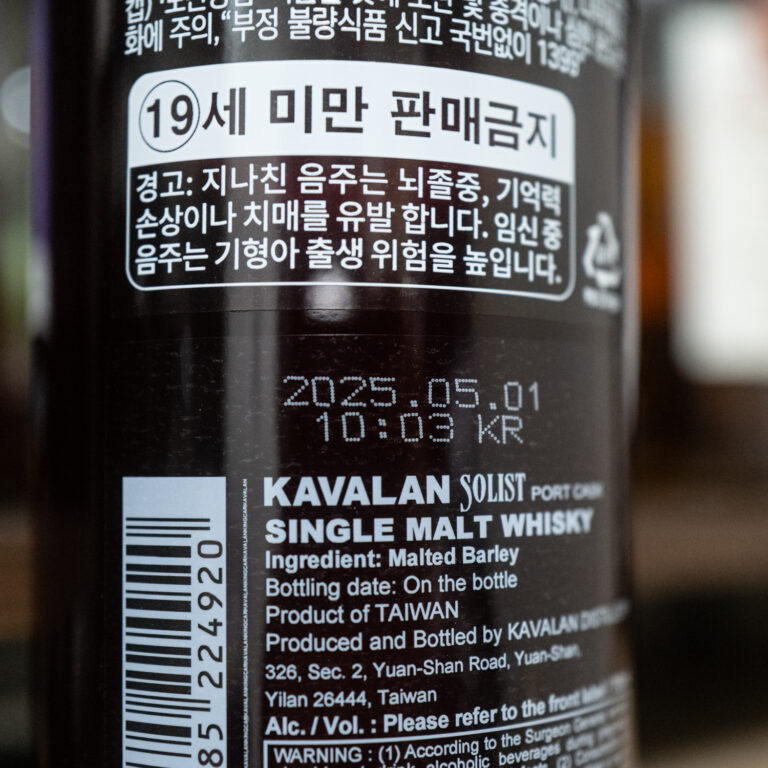 화에 주의, "부정 불량식품 신고 국번없이 1399"
19세 미만 판매금지
경고: 지나친 음주는 뇌졸중, 기억력
손상이나 치매를 유발 합니다. 임신 중
음주는 기형아 출생 위험을 높입니다.
2025.05.01
10:03 KR
KAVALAN SOLIST PORT CASK
SINGLE MALT WHISKY
Ingredient: Malted Barley
Bottling date: On the bottle
Product of TAIWAN
Produced and Bottled by KAVALAN
326, Sec. 2, Yuan-Shan Road, Yuan-Shan,
Yilan 26444, Taiwan
Alc. / Vol. : Please refer to the front label
WARNING : (1) According to the Surgeon
alcoholic beverages during
85 224920